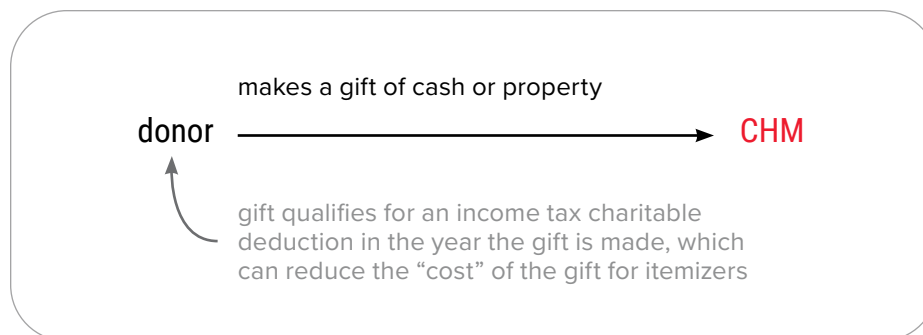 makes a gift of cash or property
donor
CHM
gift qualifies for an income tax charitable
deduction in the year the gift is made, which
can reduce the “cost” of the gift for itemizers